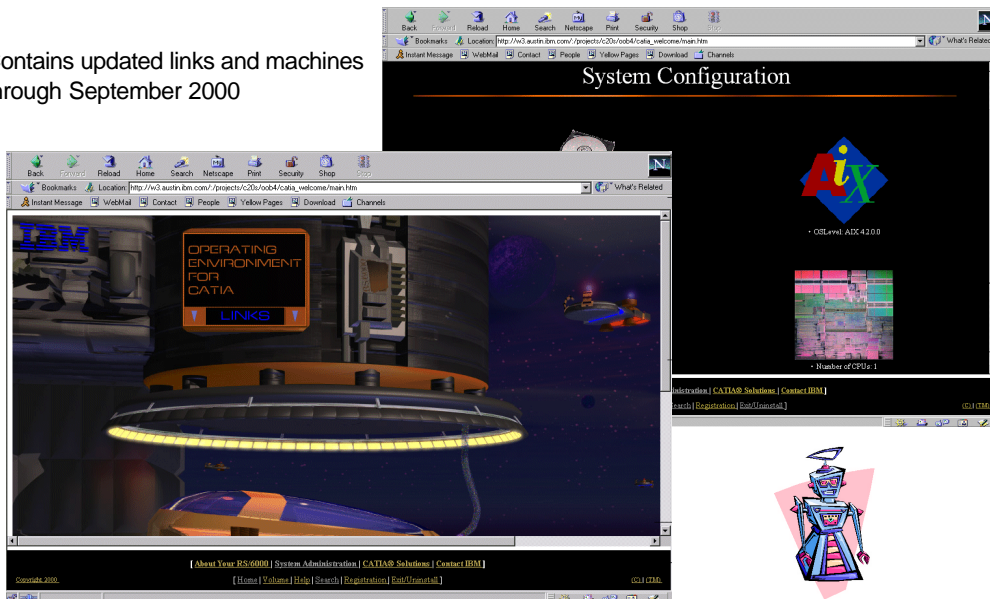 ontains updated links and machines
rough September 2000
Back Forward Reload Home Search Netscape Print Security Shop Stop
Bookmarks Location: http://w3.austin.ibm.com/:/projects/c20s/oob4/catia_welcome/main.htm What's Related
Instant Message WebMail Contact People Yellow Pages Download Channels
System Configuration
AIX
• OSLevel: AIX 4.2.0.0
• Number of CPUs: 1
inistration | CATIA® Solutions | Contact IBM ]
earch | Registration | Exit/Uninstall ]
(C) | (TM)
Back Forward Reload Home Search Netscape Print Security Shop Stop
N
Bookmarks Location: http://w3.austin.ibm.com/:/projects/c20s/oob4/catia_welcome/main.htm What's Related
Instant Message WebMail Contact People Yellow Pages Download Channels
IBM
OPERATING
ENVIRONMENT
FOR
CATIA
LINKS
[ About Your RS/6000 | System Administration | CATIA® Solutions | Contact IBM ]
Copyright 2000
[ Home | Volume | Help | Search | Registration | Exit/Uninstall ]
(C) | (TM)